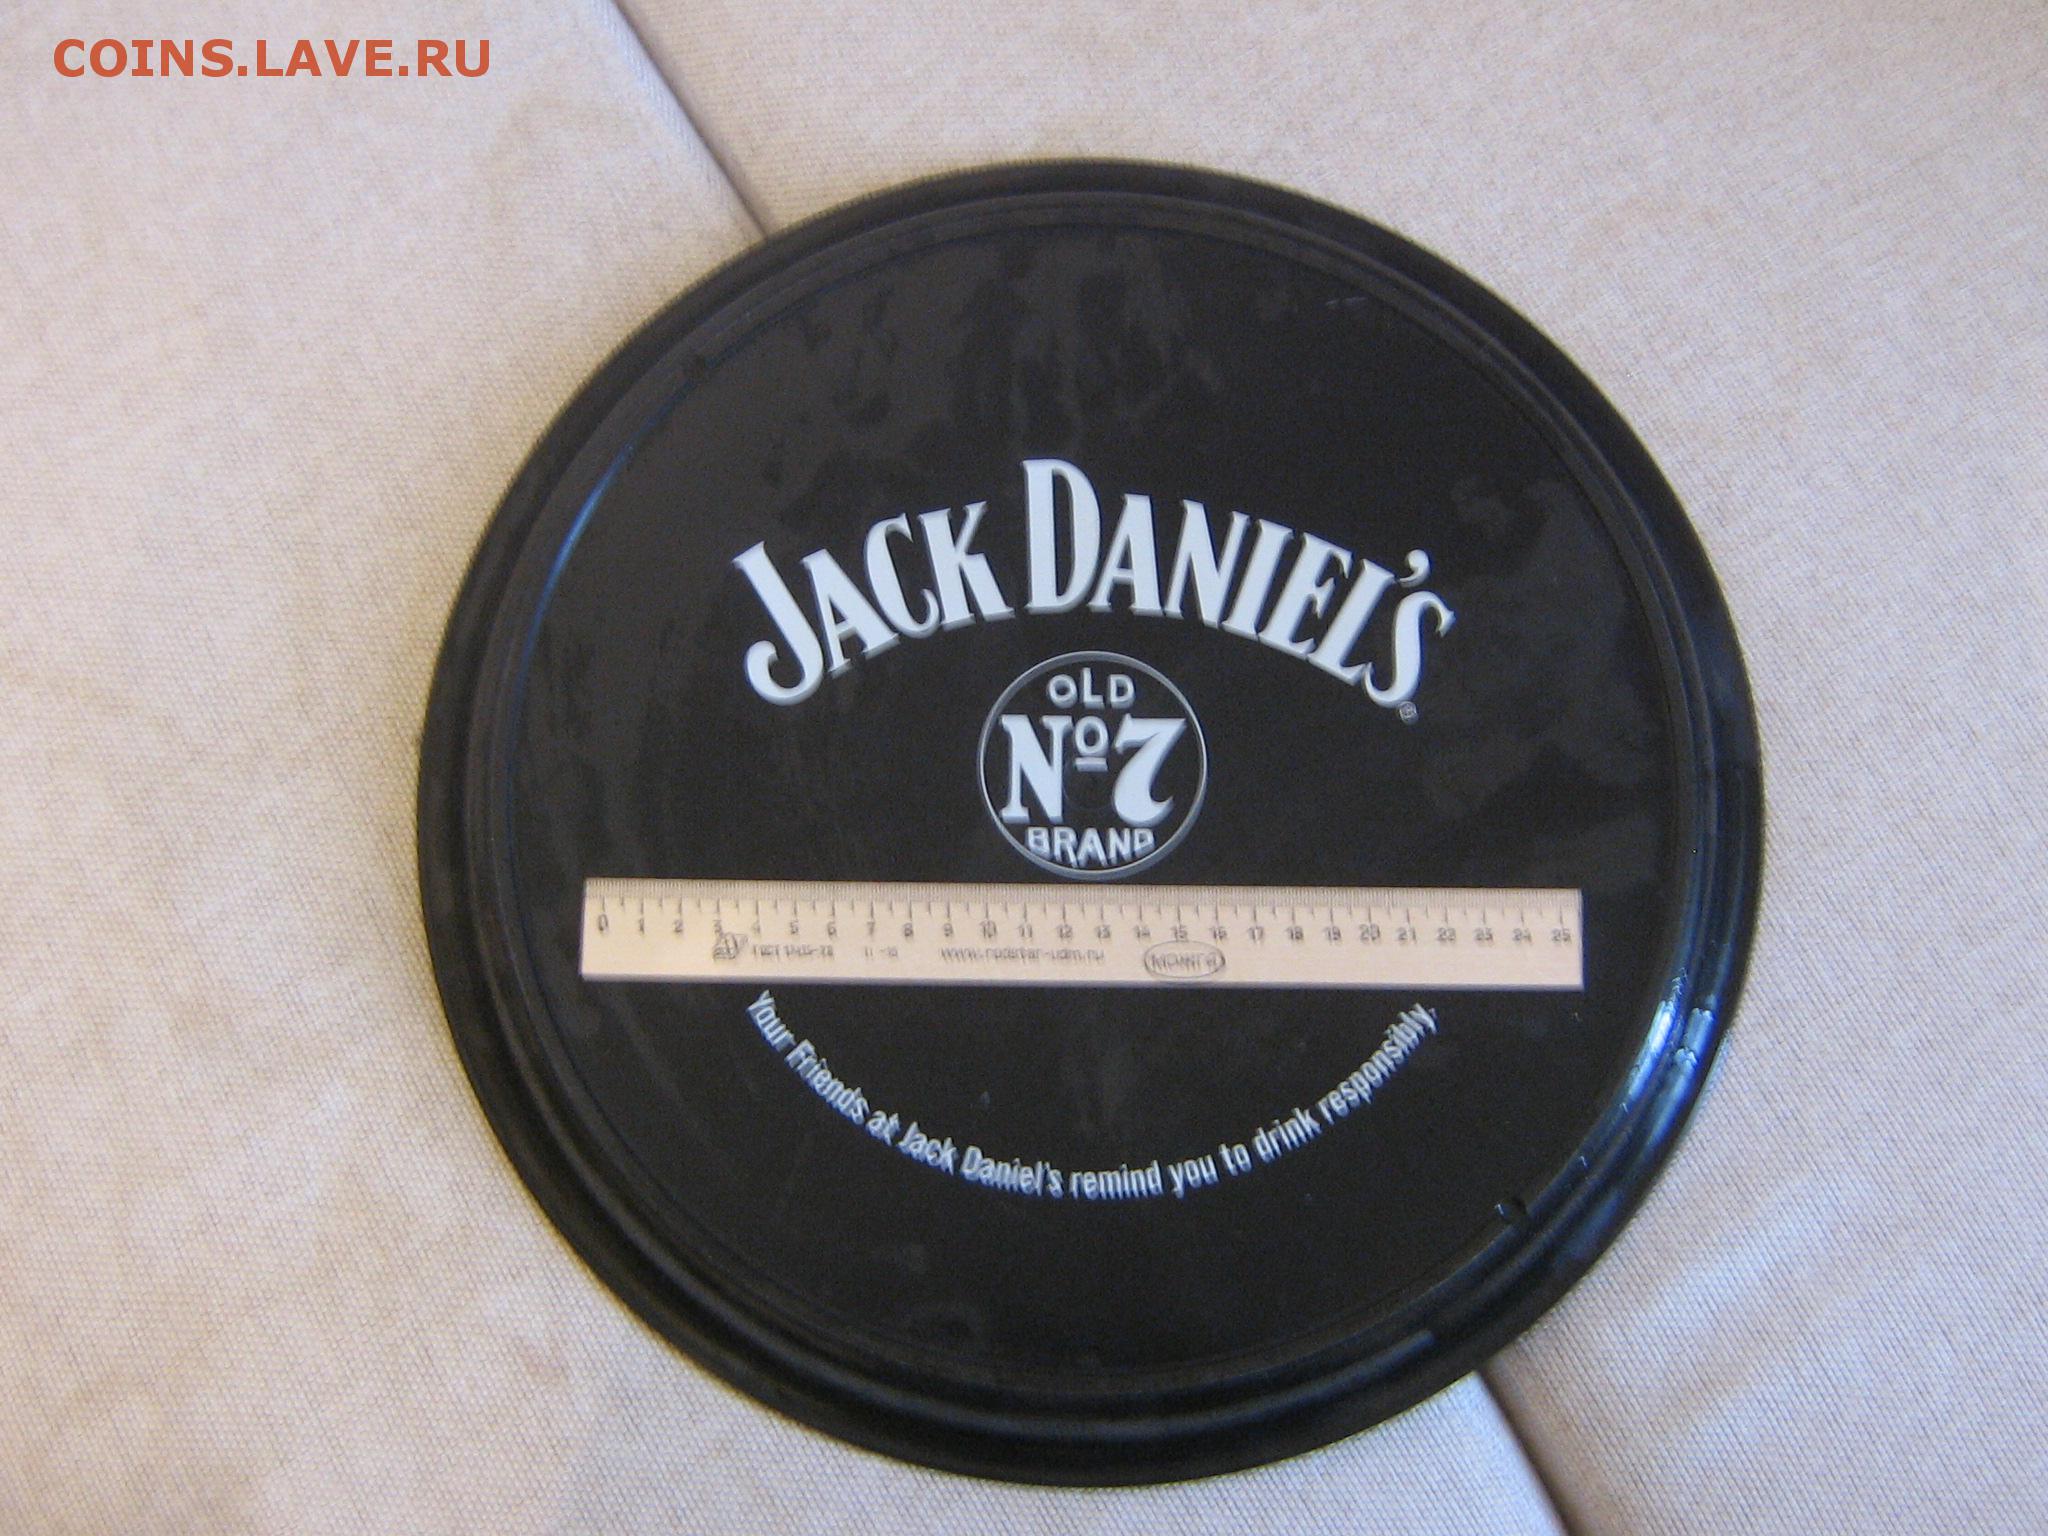 COINS.LAVE.RU
JACK DANIEL'S
OLD
Nº7
BRAND
0 1 2 3 4 5 6 7 8 9 10 11 12 13 14 15 16 17 18 19 20 21 22 23 24 25
Your Friends at Jack Daniel's remind you to drink responsibly.